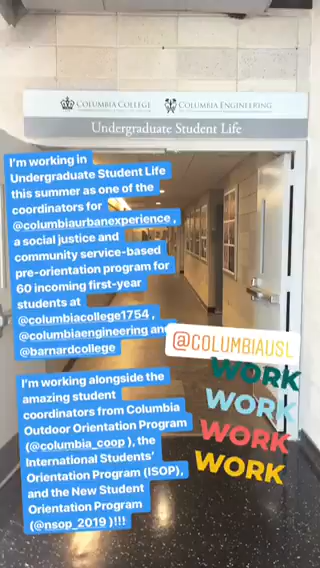 COLUMBIA COLLEGE
COLUMBIA ENGINEERING
Undergraduate Student Life
I'm working in
Undergraduate Student Life
this summer as one of the
coordinators for
@columbiaurbanexperience ,
a social justice and
community service-based
pre-orientation program for
60 incoming first-year
students at
@columbiacollege1754 ,
@columbiaengineering and
@barnardcollege
@COLUMBIAUSL
WORK
WORK
WORK
WORK
I'm working alongside the
amazing student
coordinators from Columbia
Outdoor Orientation Program
(@columbia_coop ), the
International Students'
Orientation Program (ISOP),
and the New Student
Orientation Program
(@nsop_2019 )!!!